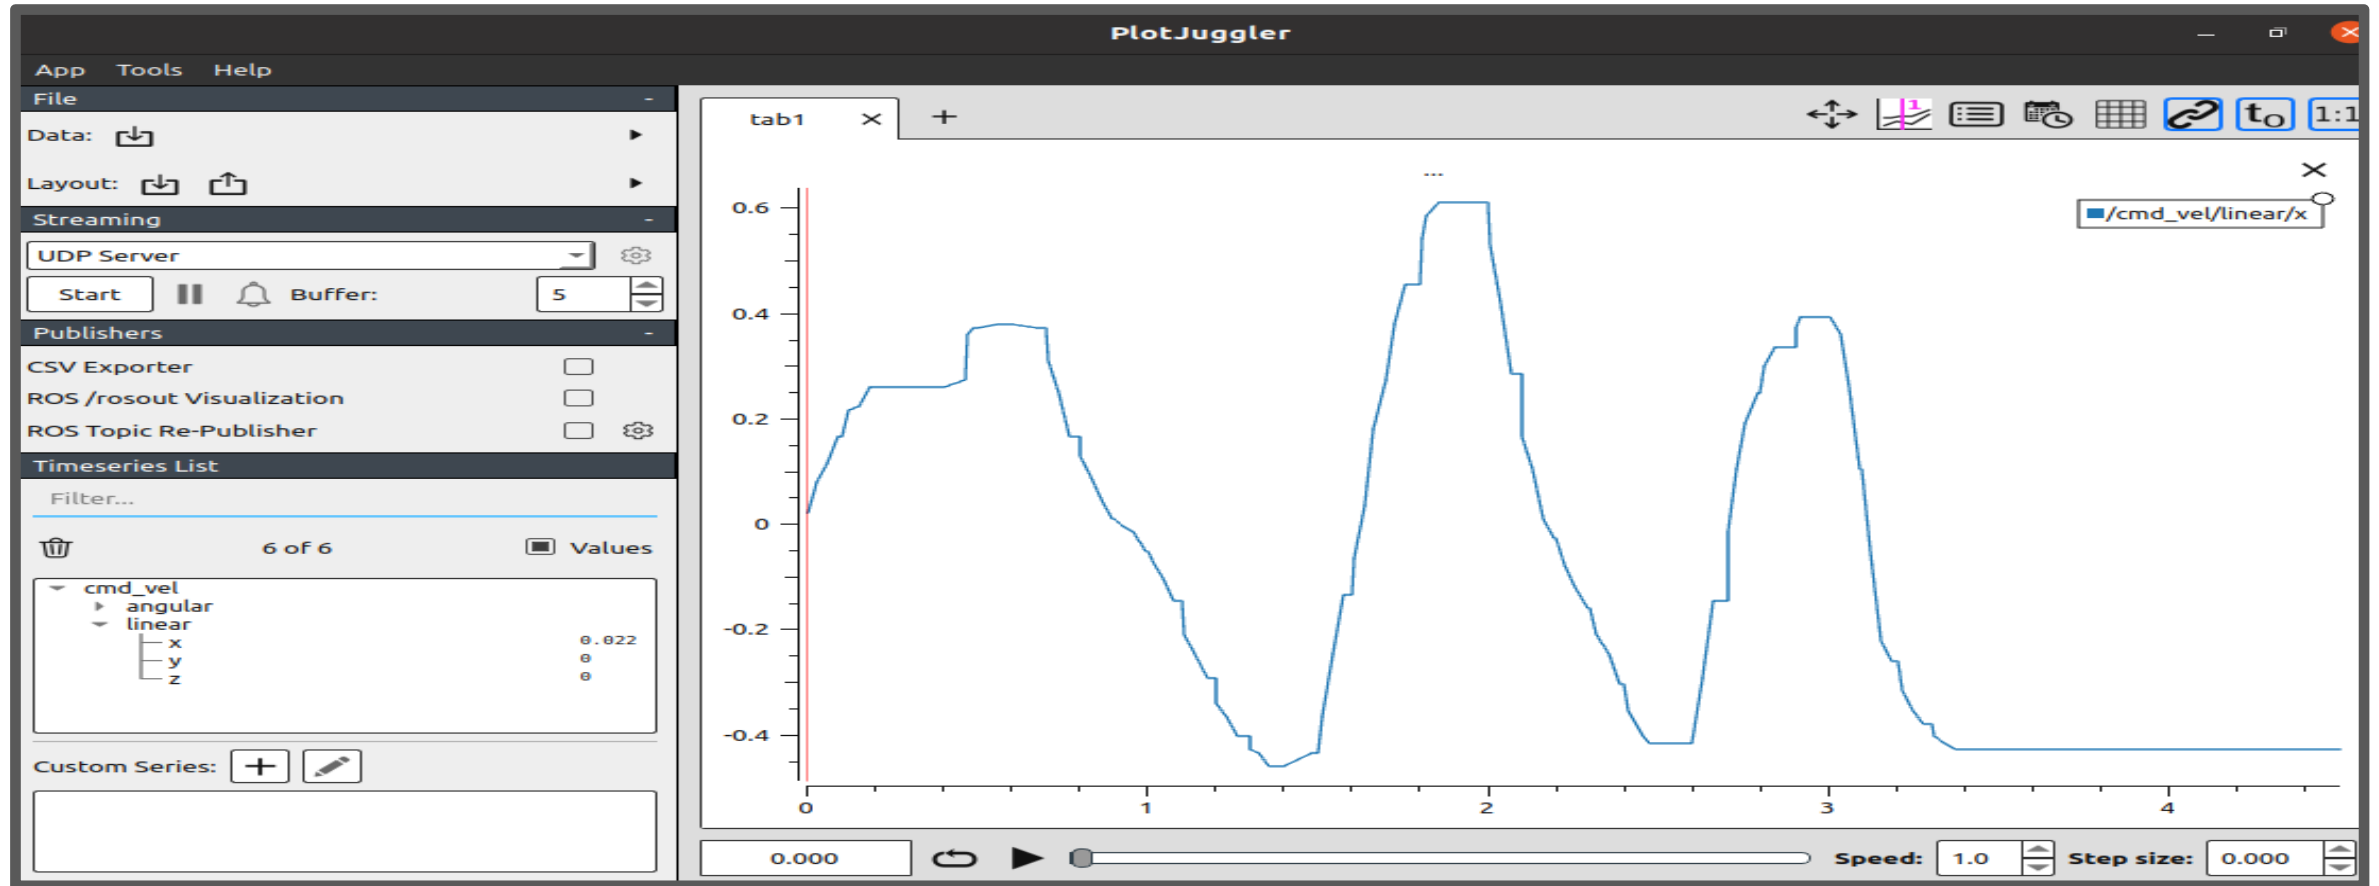 PlotJuggler
App Tools Help
File -
Data:
Layout:
Streaming -
UDP Server
Start Buffer: 5
Publishers -
CSV Exporter
ROS /rosout Visualization
ROS Topic Re-Publisher
Timeseries List
Filter...
6 of 6 Values
cmd_vel
angular
linear
x 0.022
y 0
z 0
Custom Series:
tab1
1
to
1:1
...
/cmd_vel/linear/x
0.6
0.4
0.2
0
-0.2
-0.4
0 1 2 3 4
0.000 Speed: 1.0 Step size: 0.000